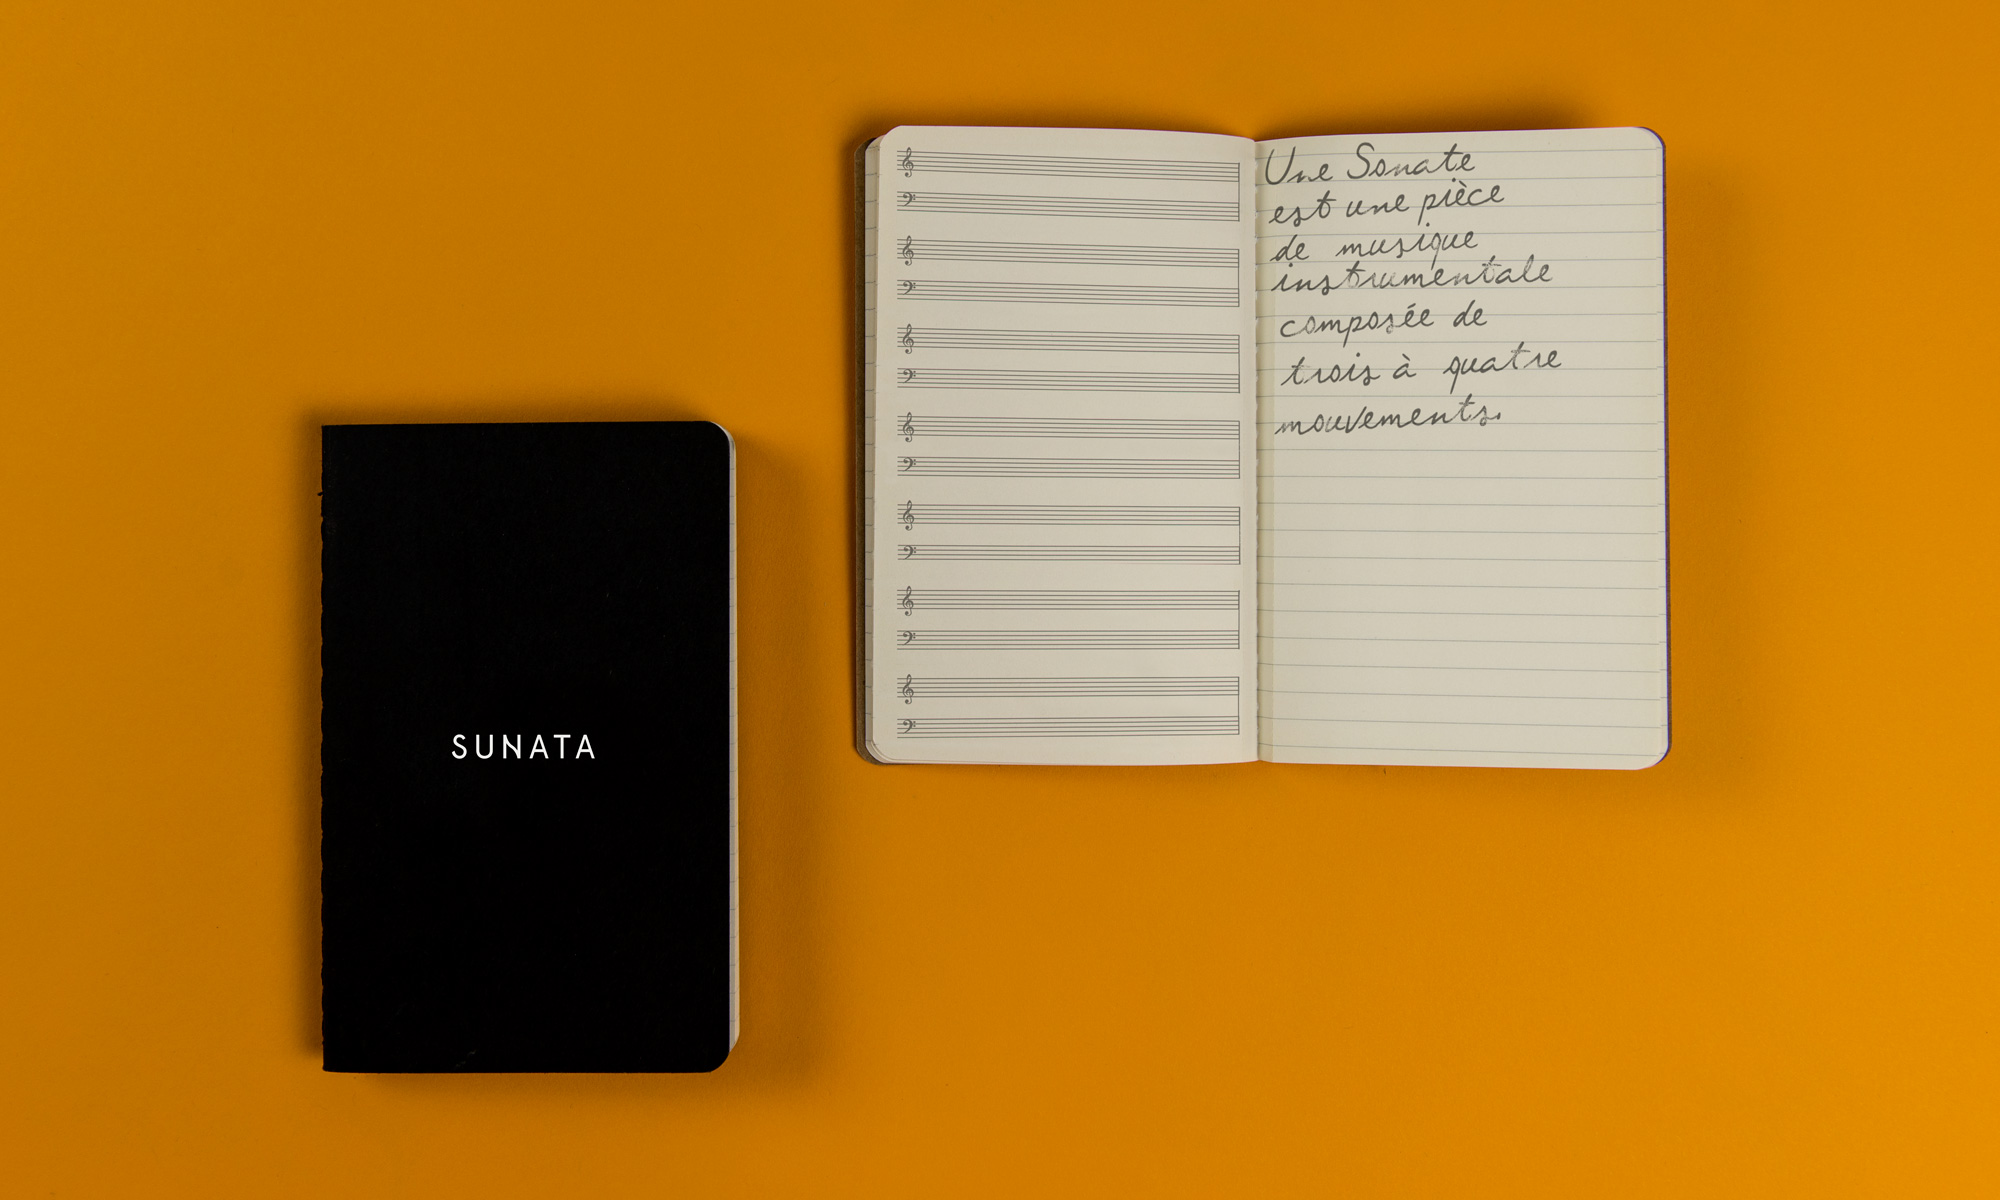 SUNATA
Une Sonate
est une pièce
de musique
instrumentale
composée de
trois à quatre
mouvements.